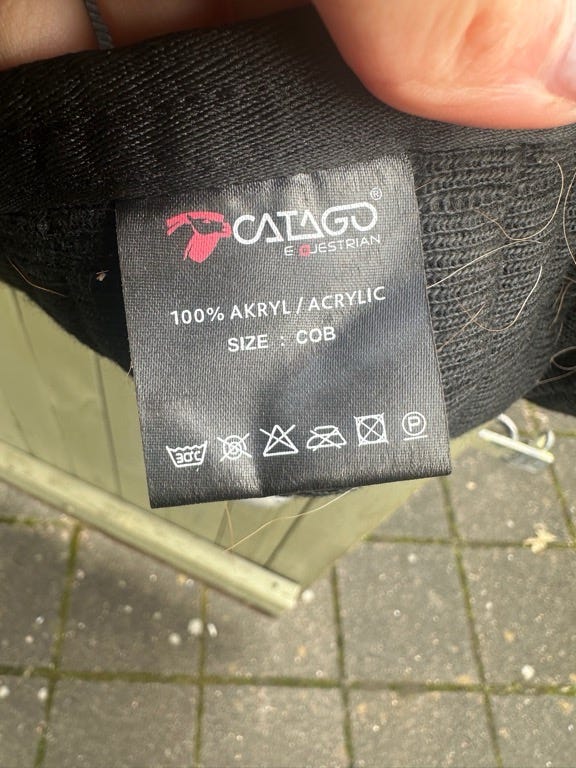 CATAGO®
EQUESTRIAN
100% AKRYL / ACRYLIC
SIZE : COB
30°C P